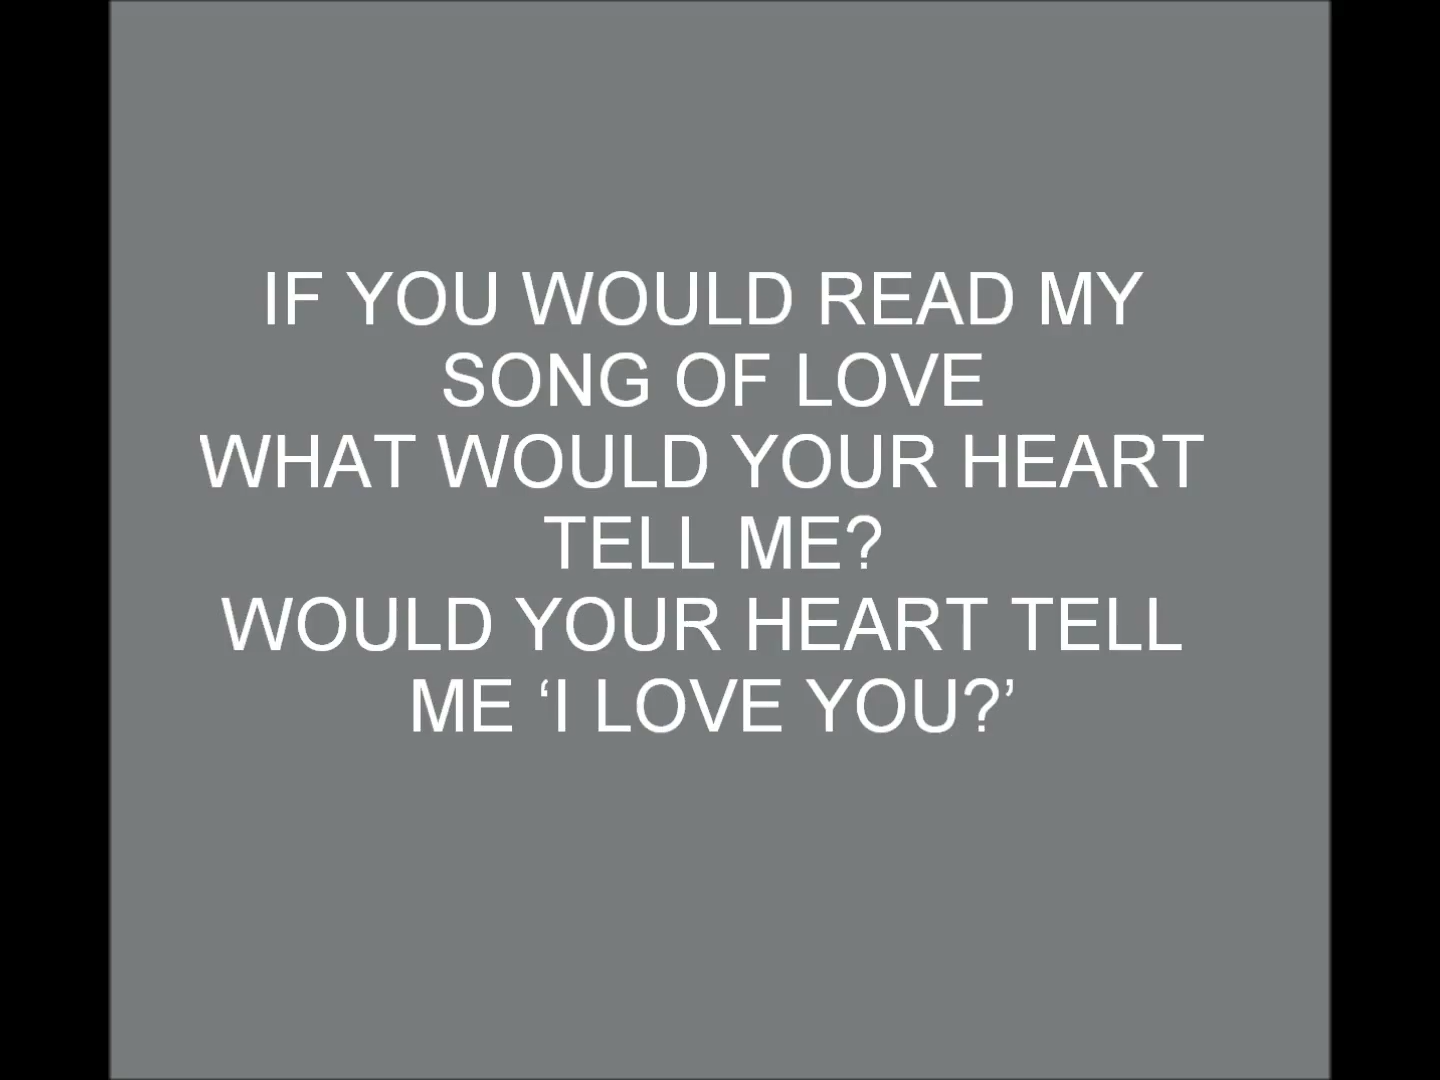 IF YOU WOULD READ MY
SONG OF LOVE
WHAT WOULD YOUR HEART
TELL ME?
WOULD YOUR HEART TELL
ME ‘I LOVE YOU?’